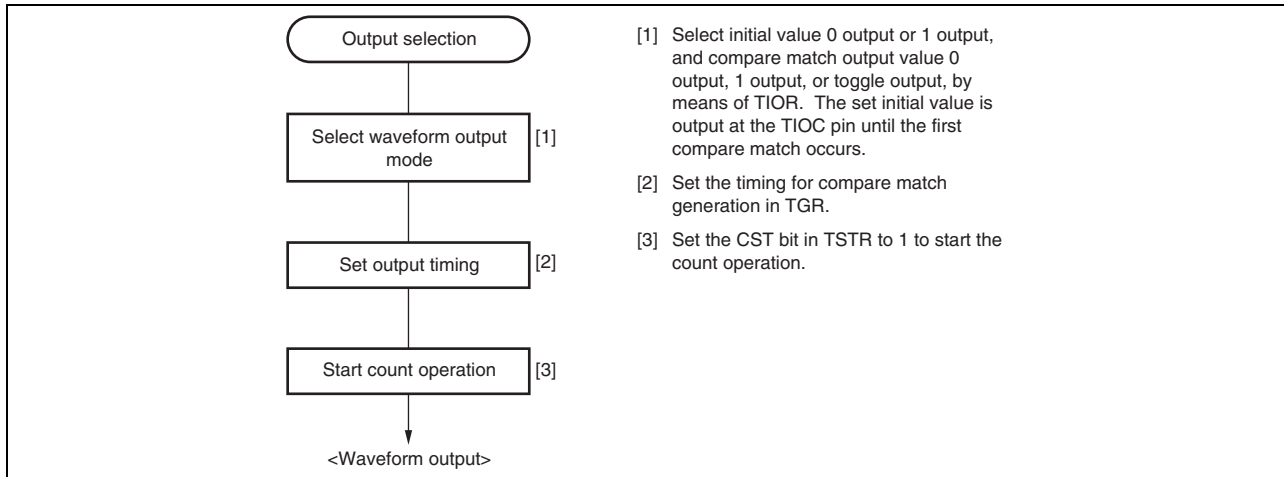 Output selection
Select waveform output
mode
[1]
Set output timing
[2]
Start count operation
[3]
<Waveform output>
[1] Select initial value 0 output or 1 output,
and compare match output value 0
output, 1 output, or toggle output, by
means of TIOR. The set initial value is
output at the TIOC pin until the first
compare match occurs.
[2] Set the timing for compare match
generation in TGR.
[3] Set the CST bit in TSTR to 1 to start the
count operation.